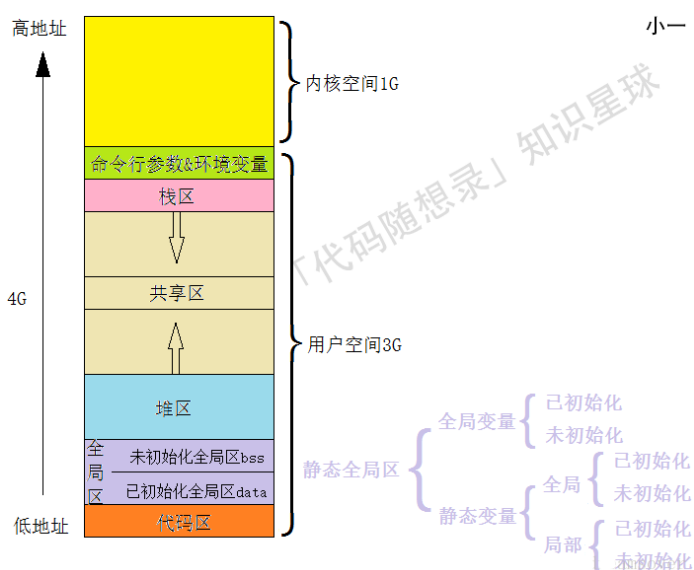 高地址
小一
内核空间1G
「代码随想录」知识星球
命令行参数&环境变量
栈区
共享区
4G
用户空间3G
堆区
全局区
未初始化全局区bss
已初始化全局区data
代码区
低地址
静态全局区
全局变量
已初始化
未初始化
静态变量
全局
已初始化
未初始化
局部
已初始化
未初始化